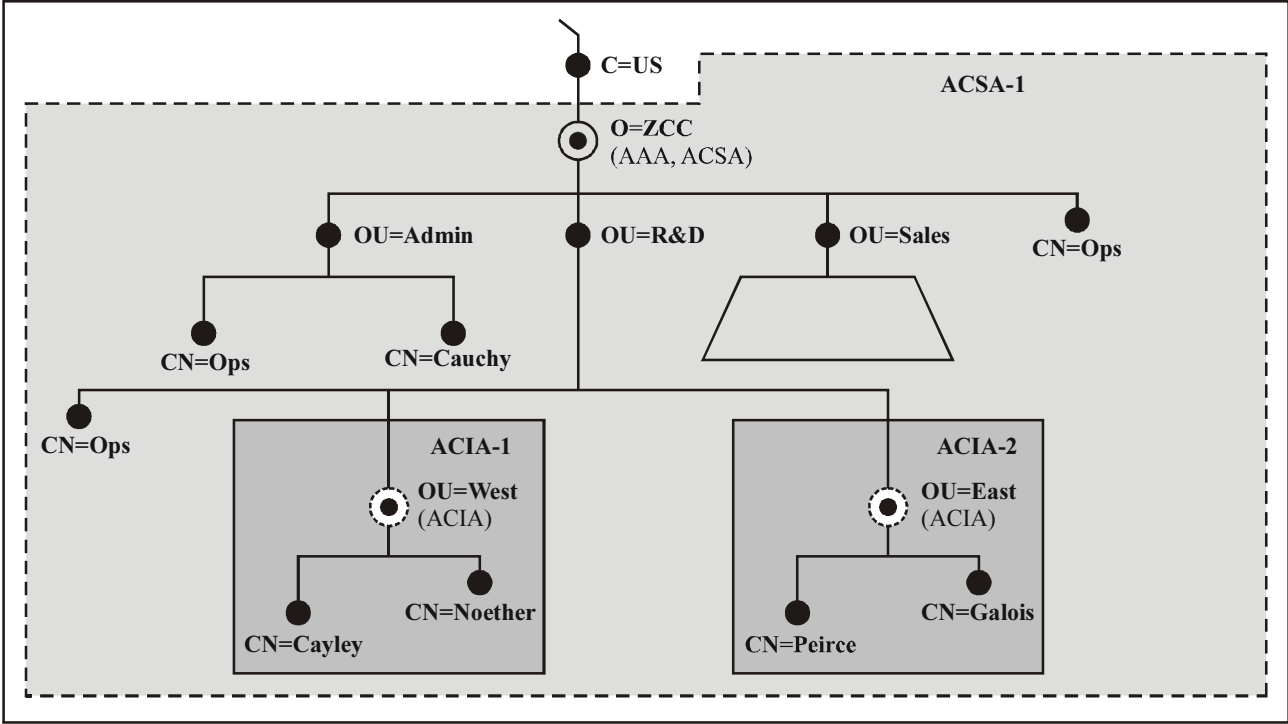 C=US
ACSA-1
O=ZCC
(AAA, ACSA)
OU=Admin
OU=R&D
OU=Sales
CN=Ops
CN=Ops
CN=Cauchy
CN=Ops
ACIA-1
OU=West
(ACIA)
CN=Noether
CN=Cayley
ACIA-2
OU=East
(ACIA)
CN=Galois
CN=Peirce